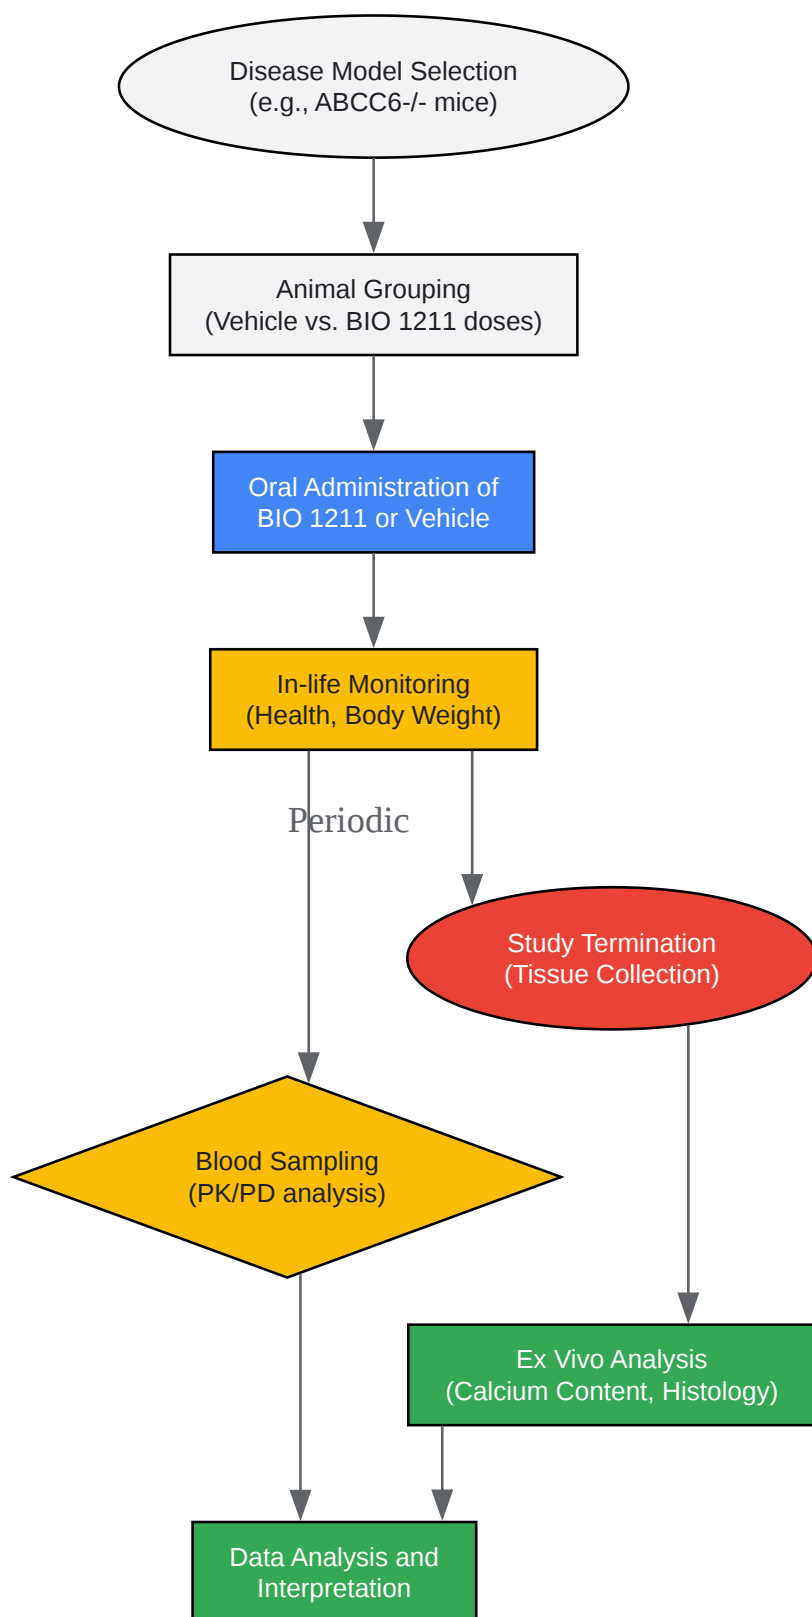 Disease Model Selection
(e.g., ABCC6-/- mice)
Animal Grouping
(Vehicle vs. BIO 1211 doses)
Oral Administration of
BIO 1211 or Vehicle
In-life Monitoring
(Health, Body Weight)
Periodic
Study Termination
(Tissue Collection)
Blood Sampling
(PK/PD analysis)
Ex Vivo Analysis
(Calcium Content, Histology)
Data Analysis and
Interpretation